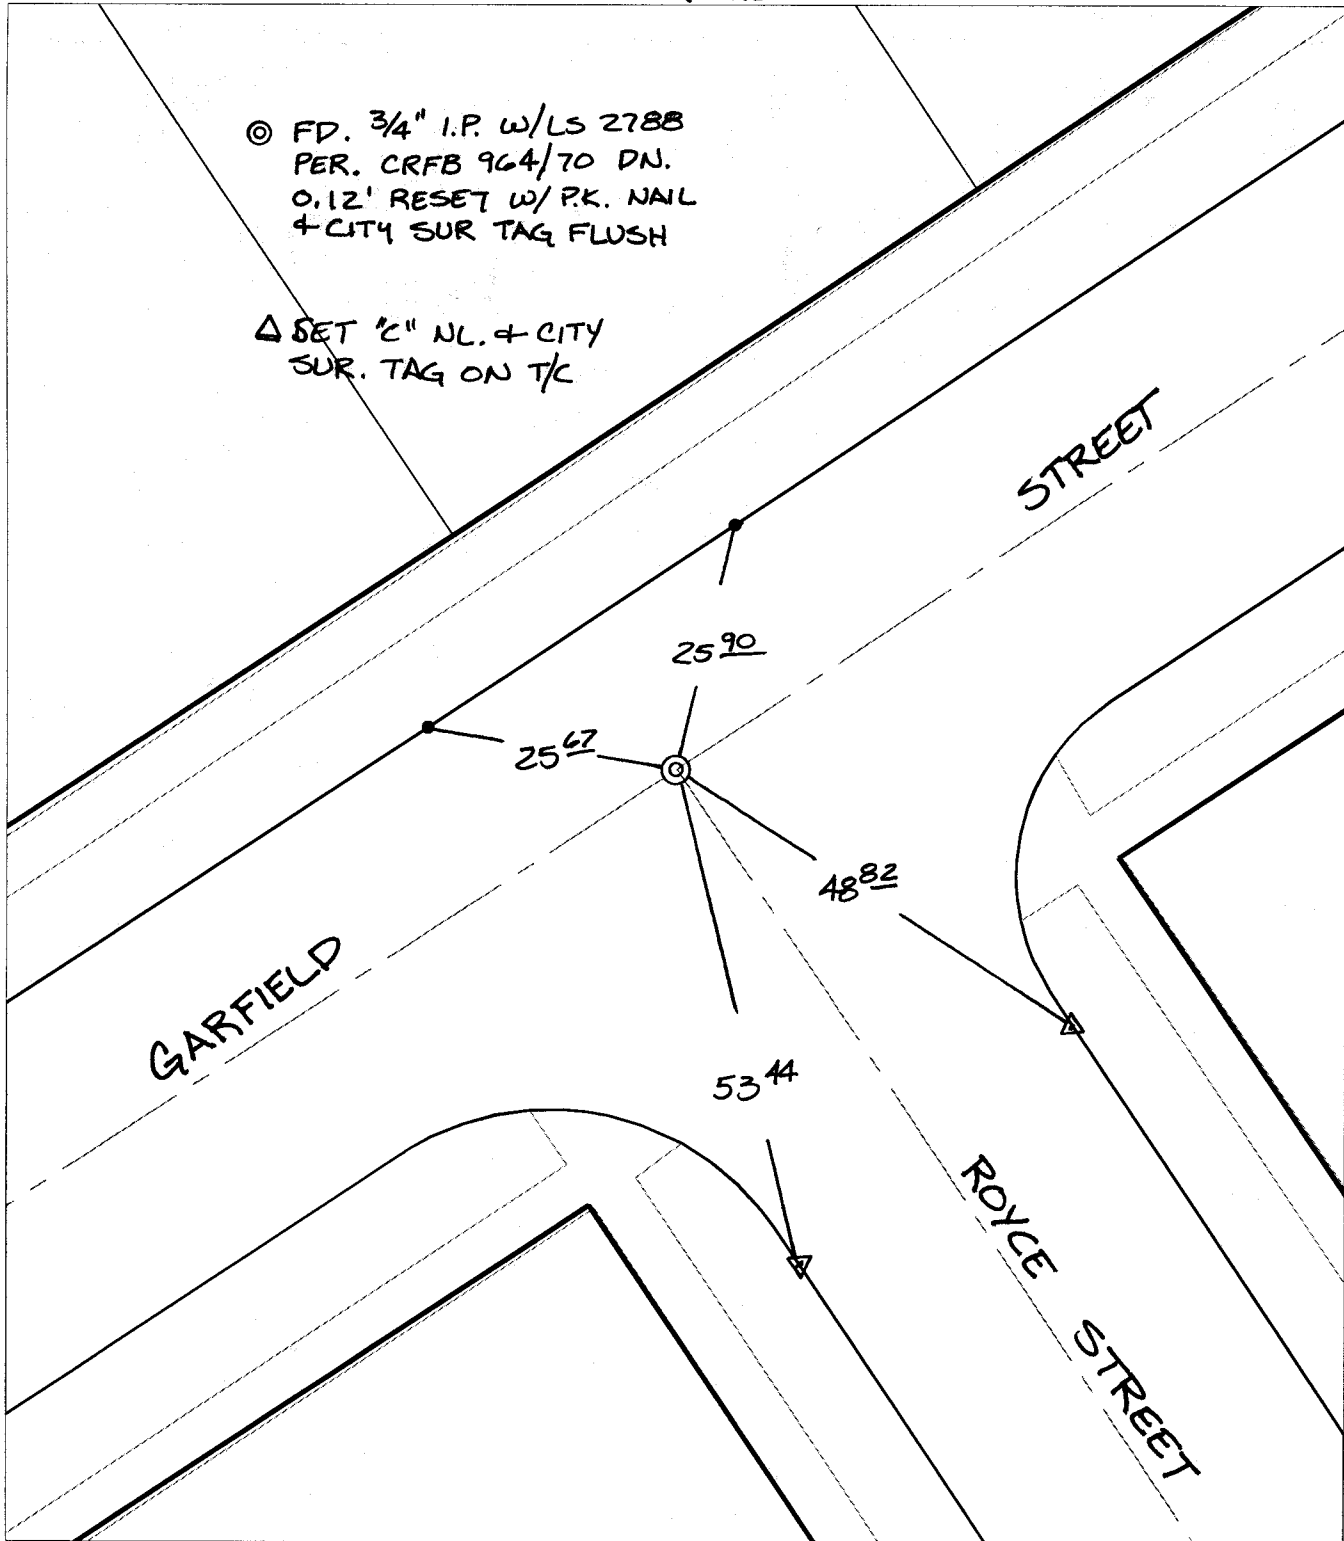 ◎ FD. 3/4" I.P. W/LS 2788
PER. CRFB 964/70 DN.
0.12' RESET W/ P.K. NAIL
& CITY SUR TAG FLUSH
△ SET "C" NL. & CITY
SUR. TAG ON T/C
STREET
25 90
25 67
48 82
GARFIELD
53 44
ROYCE
STREET